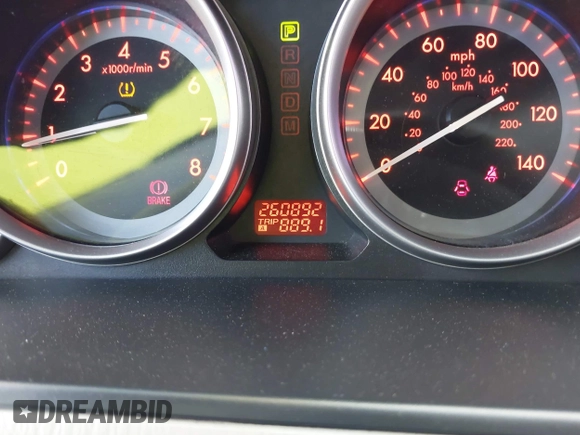 0 1 2 3 4 5 6 7 8
x1000r/min
BRAKE
P
R
N
D
M
260892
TRIP
A 889.1
0 20 40 60 80 100 120 140
mph
km/h
20 40 60 80 100 120 140 160 180 200 220
DREAMBID